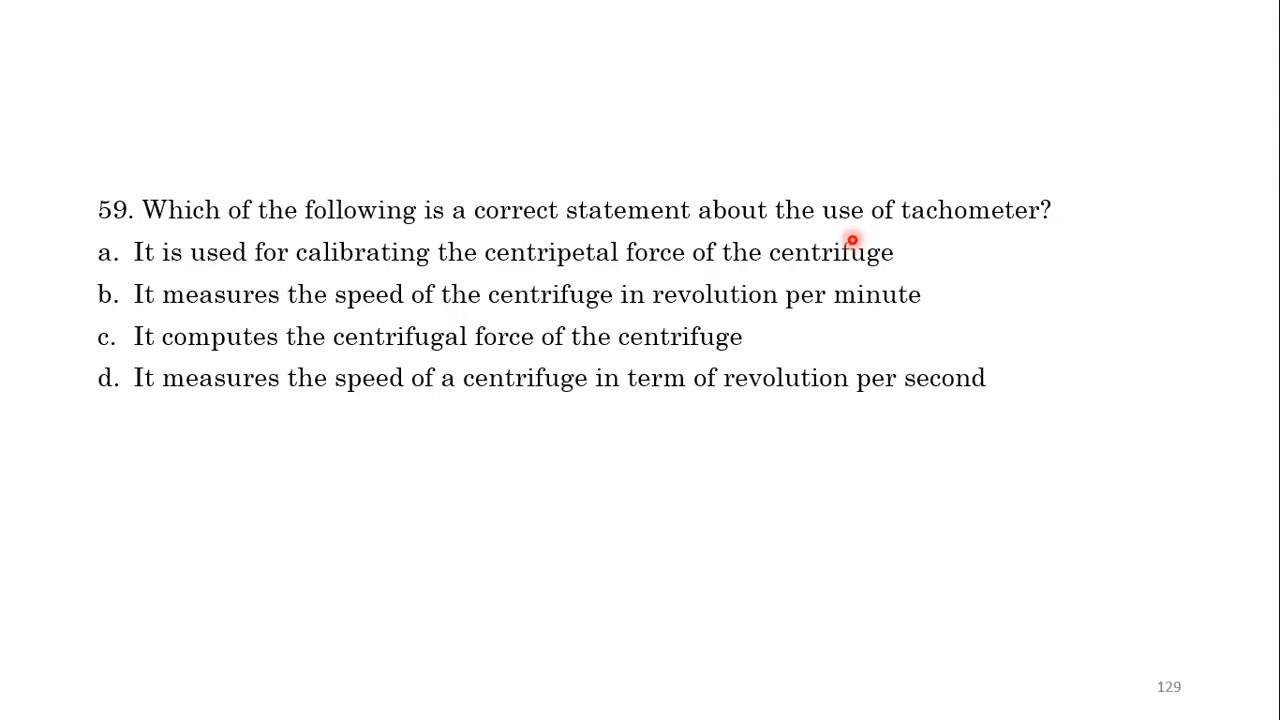 59. Which of the following is a correct statement about the use of tachometer?
a. It is used for calibrating the centripetal force of the centrifuge
b. It measures the speed of the centrifuge in revolution per minute
c. It computes the centrifugal force of the centrifuge
d. It measures the speed of a centrifuge in term of revolution per second
129